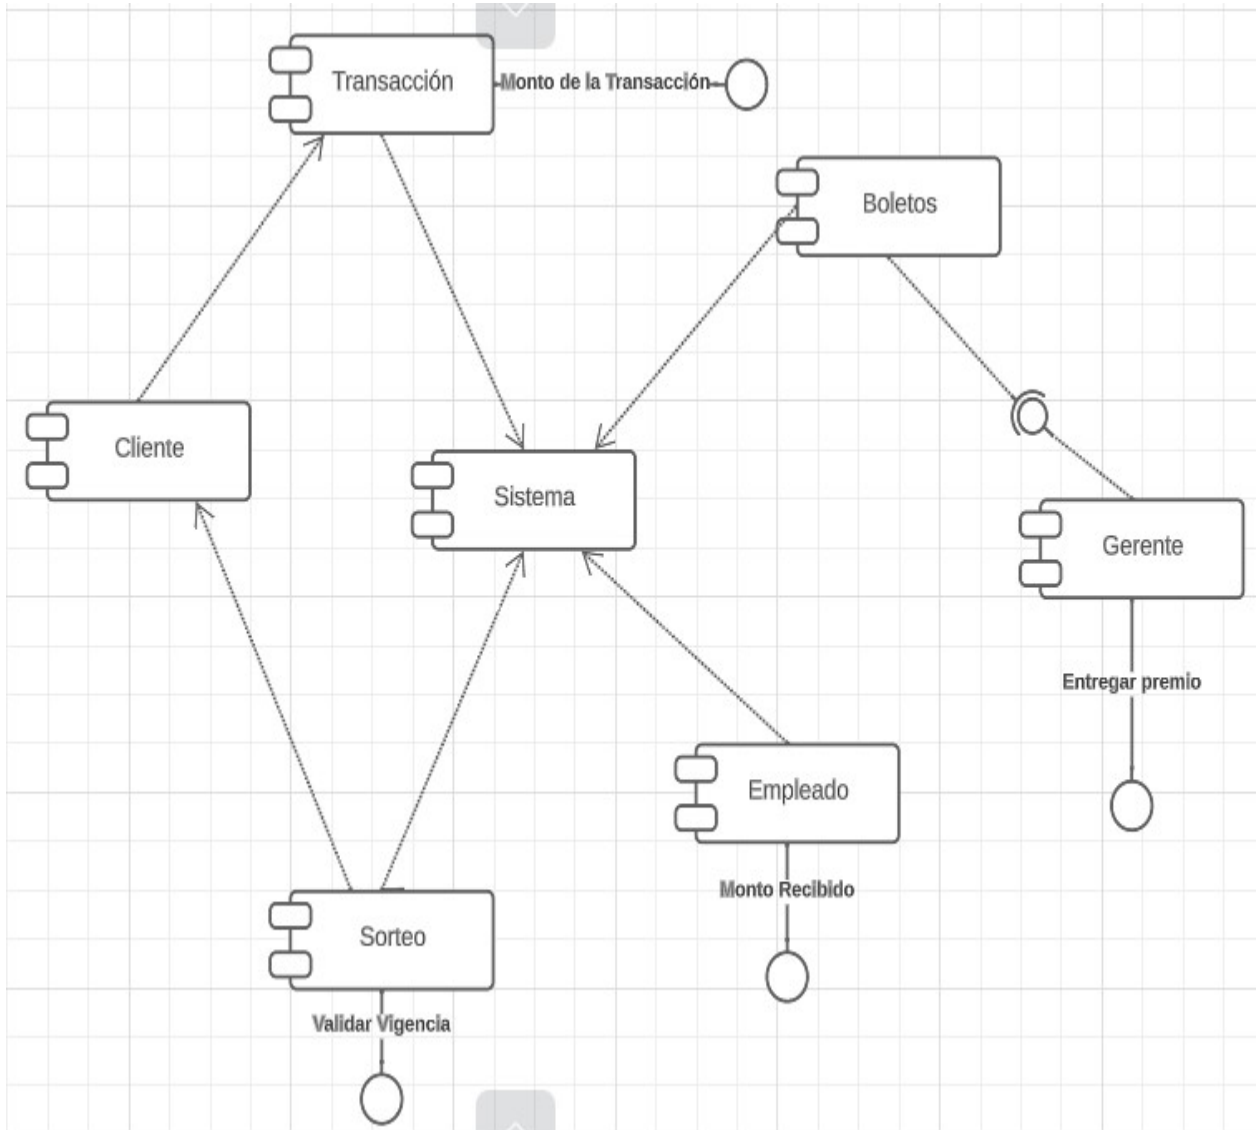 Transacción
Monto de la Transacción
Boletos
Cliente
Sistema
Gerente
Entregar premio
Empleado
Monto Recibido
Sorteo
Validar Vigencia